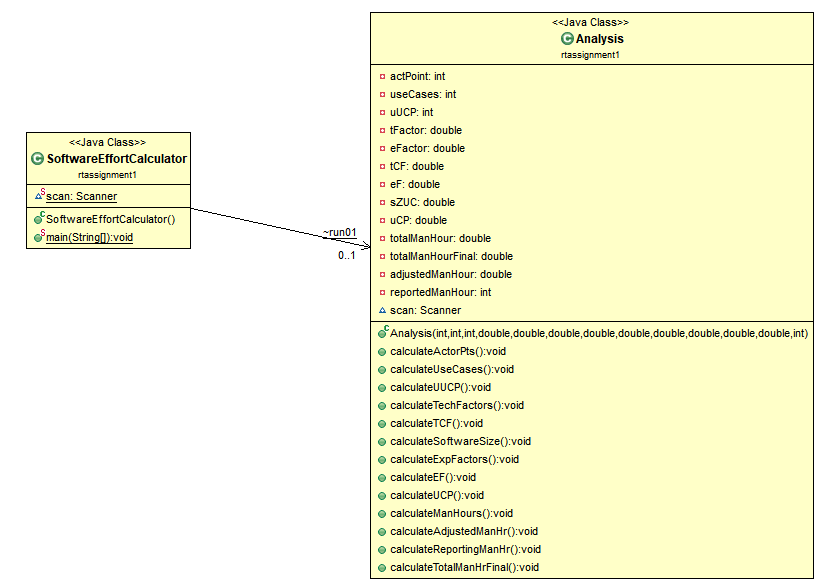 <<Java Class>>
SoftwareEffortCalculator
rtassignment1
scan: Scanner
SoftwareEffortCalculator()
main(String[]):void
~run01
0..1
<<Java Class>>
Analysis
rtassignment1
actPoint: int
useCases: int
uUCP: int
tFactor: double
eFactor: double
tCF: double
eF: double
sZUC: double
uCP: double
totalManHour: double
totalManHourFinal: double
adjustedManHour: double
reportedManHour: int
scan: Scanner
Analysis(int,int,int,double,double,double,double,double,double,double,double,double,int)
calculateActorPts():void
calculateUseCases():void
calculateUUCP():void
calculateTechFactors():void
calculateTCF():void
calculateSoftwareSize():void
calculateExpFactors():void
calculateEF():void
calculateUCP():void
calculateManHours():void
calculateAdjustedManHr():void
calculateReportingManHr():void
calculateTotalManHrFinal():void